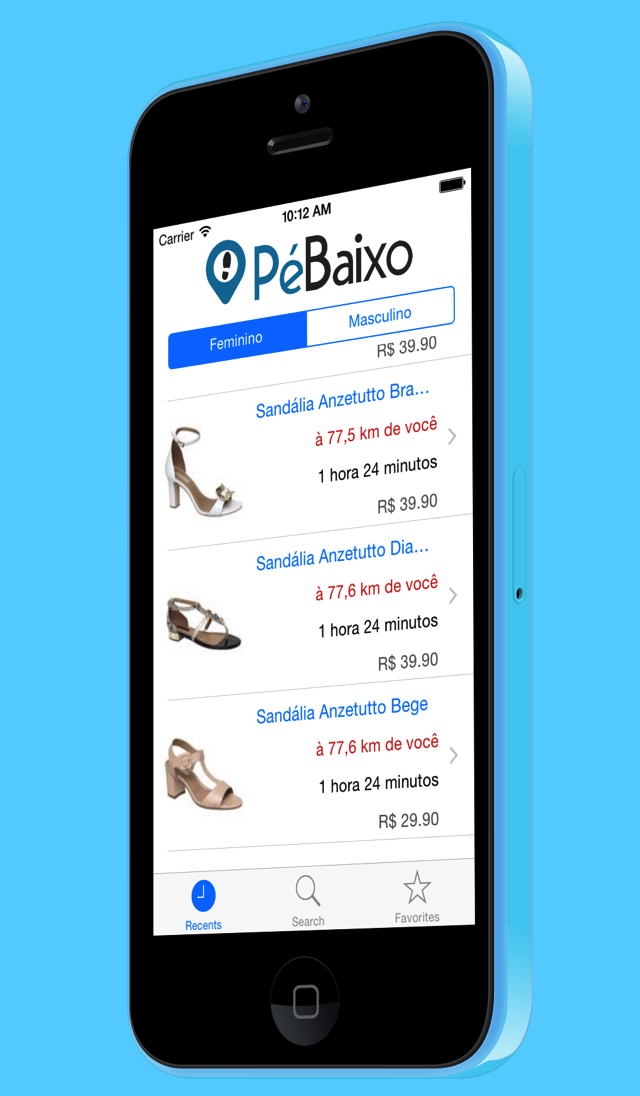 Carrier
10:12 AM
PéBaixo
Feminino
Masculino
R$ 39.90
Sandália Anzetutto Bra...
à 77,5 km de você
1 hora 24 minutos
R$ 39.90
Sandália Anzetutto Dia...
à 77,6 km de você
1 hora 24 minutos
R$ 39.90
Sandália Anzetutto Bege
à 77,6 km de você
1 hora 24 minutos
R$ 29.90
Recents
Search
Favorites